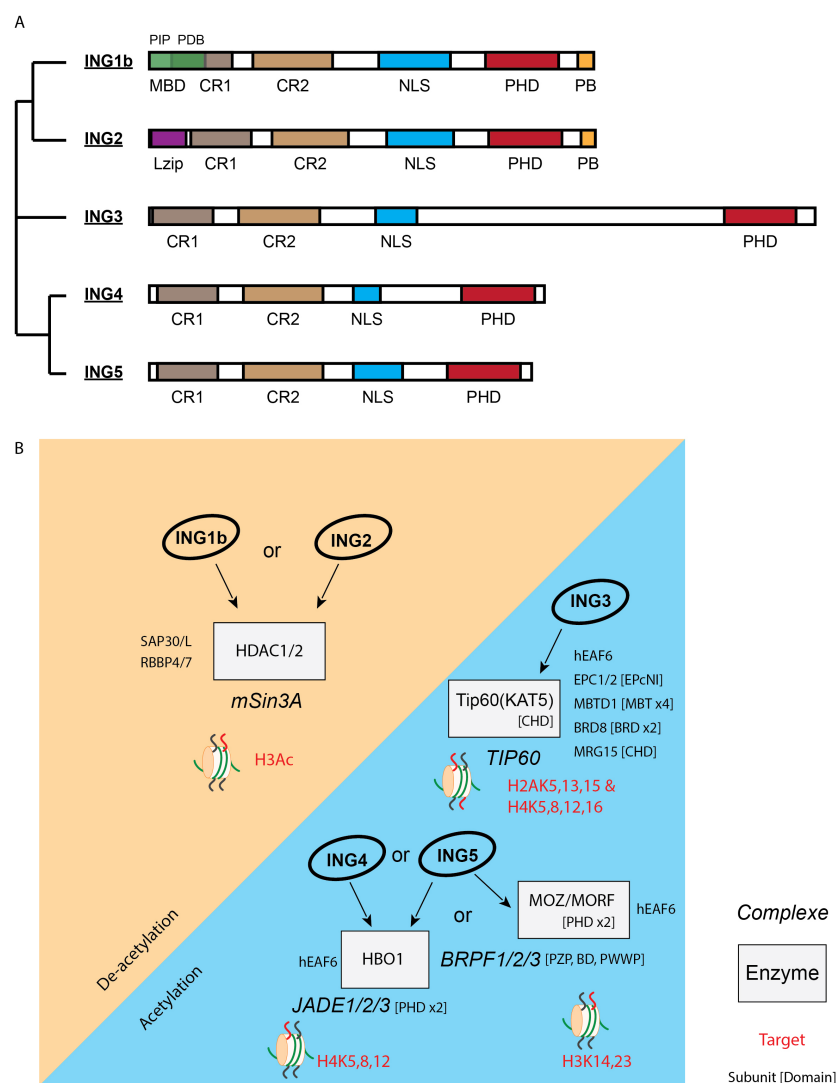 A
PIP PDB
ING1b
MBD CR1 CR2 NLS PHD PB
ING2
Lzip CR1 CR2 NLS PHD PB
ING3
CR1 CR2 NLS PHD
ING4
CR1 CR2 NLS PHD
ING5
CR1 CR2 NLS PHD
B
ING1b or ING2
SAP30/L
RBBP4/7
HDAC1/2
mSin3A
H3Ac
ING3
hEAF6
EPC1/2 [EPcNI]
MBTD1 [MBT x4]
BRD8 [BRD x2]
MRG15 [CHD]
Tip60(KAT5)
[CHD]
TIP60
H2AK5,13,15 &
H4K5,8,12,16
ING4 or ING5
or
MOZ/MORF
[PHD x2]
hEAF6
hEAF6
HBO1
BRPF1/2/3 [PZP, BD, PWWP]
JADE1/2/3 [PHD x2]
H4K5,8,12
H3K14,23
De-acetylation
Acetylation
Complexe
Enzyme
Target
Subunit [Domain]